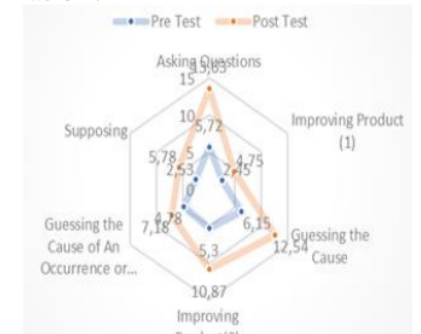 Pre Test Post Test
Asking Questions
13,63
15
10
5,72
5
0
Improving Product
(1)
2,45
4,75
Supposing
5,78
2,53
Guessing the
Cause of An
Occurrence or...
7,18
4,78
6,15
12,54
Guessing the
Cause
5,3
10,87
Improving